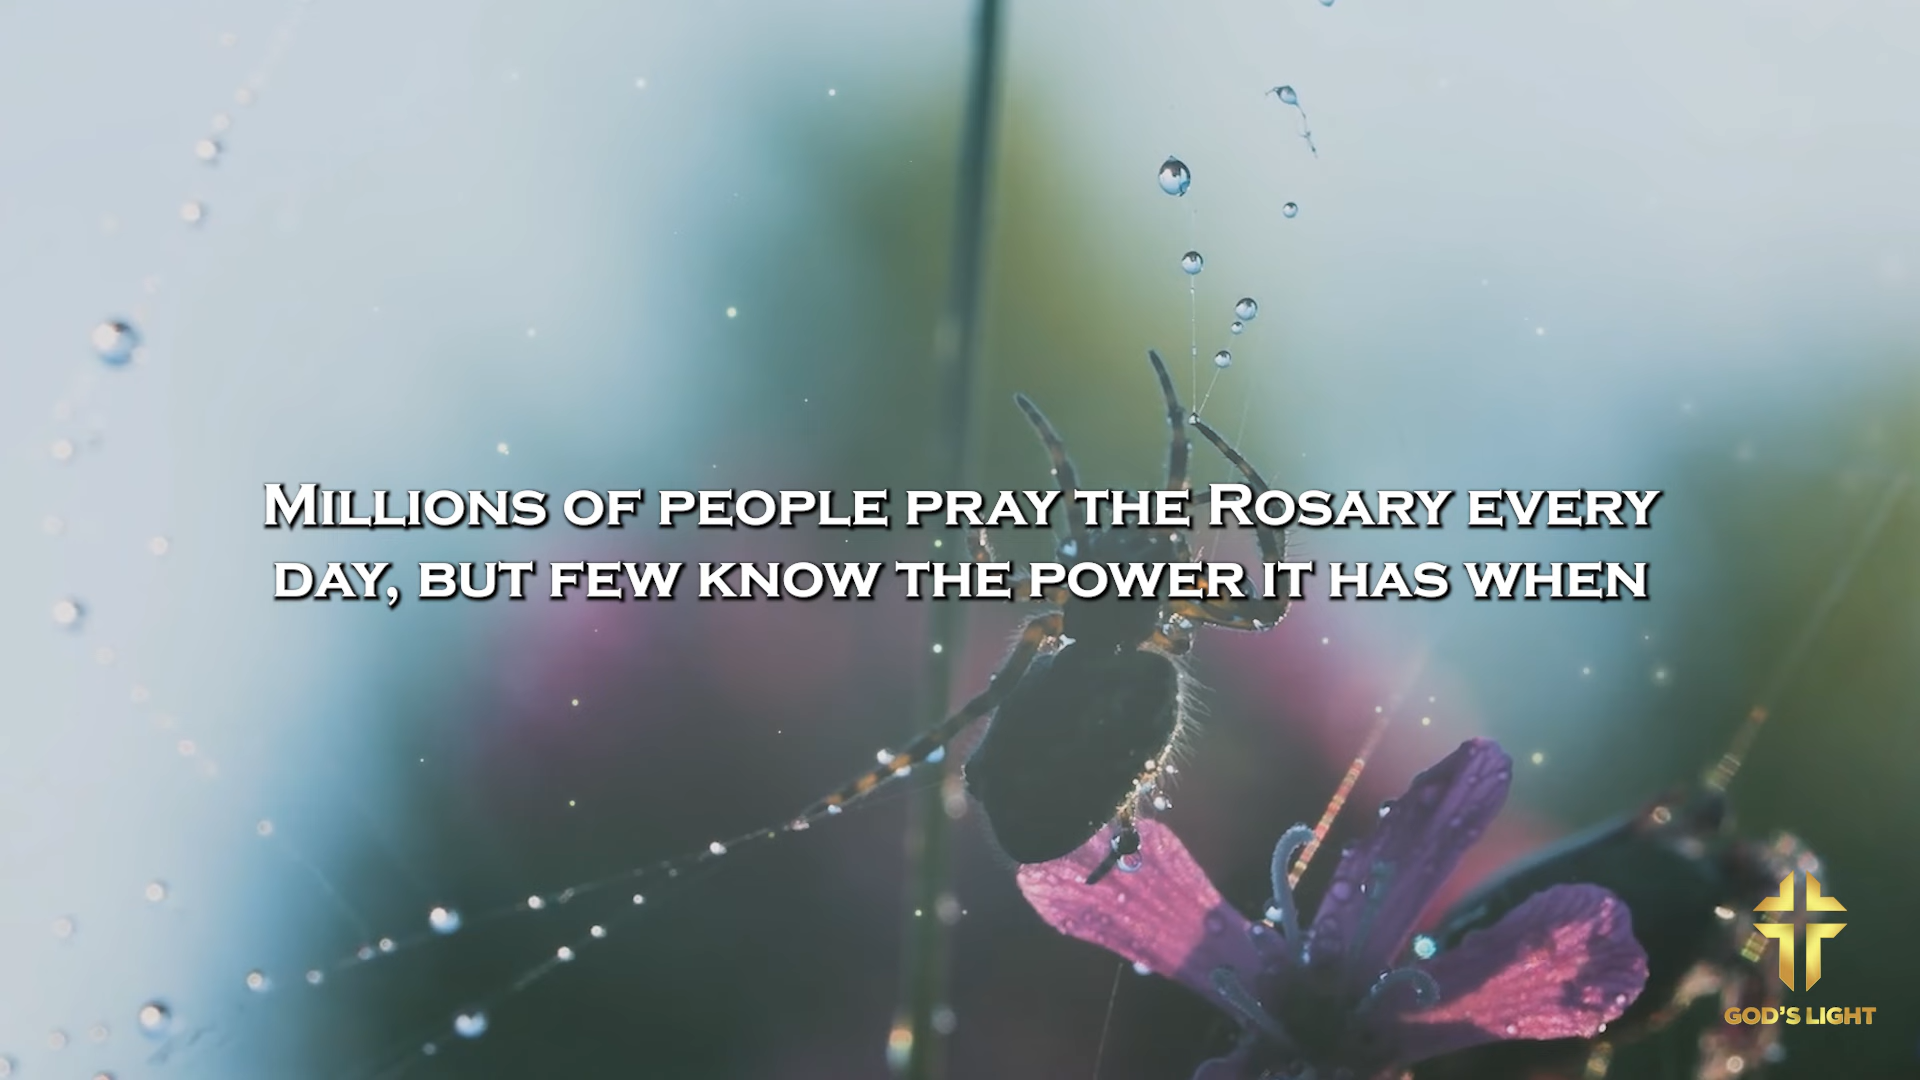 Millions of people pray the Rosary every
day, but few know the power it has when
GOD'S LIGHT